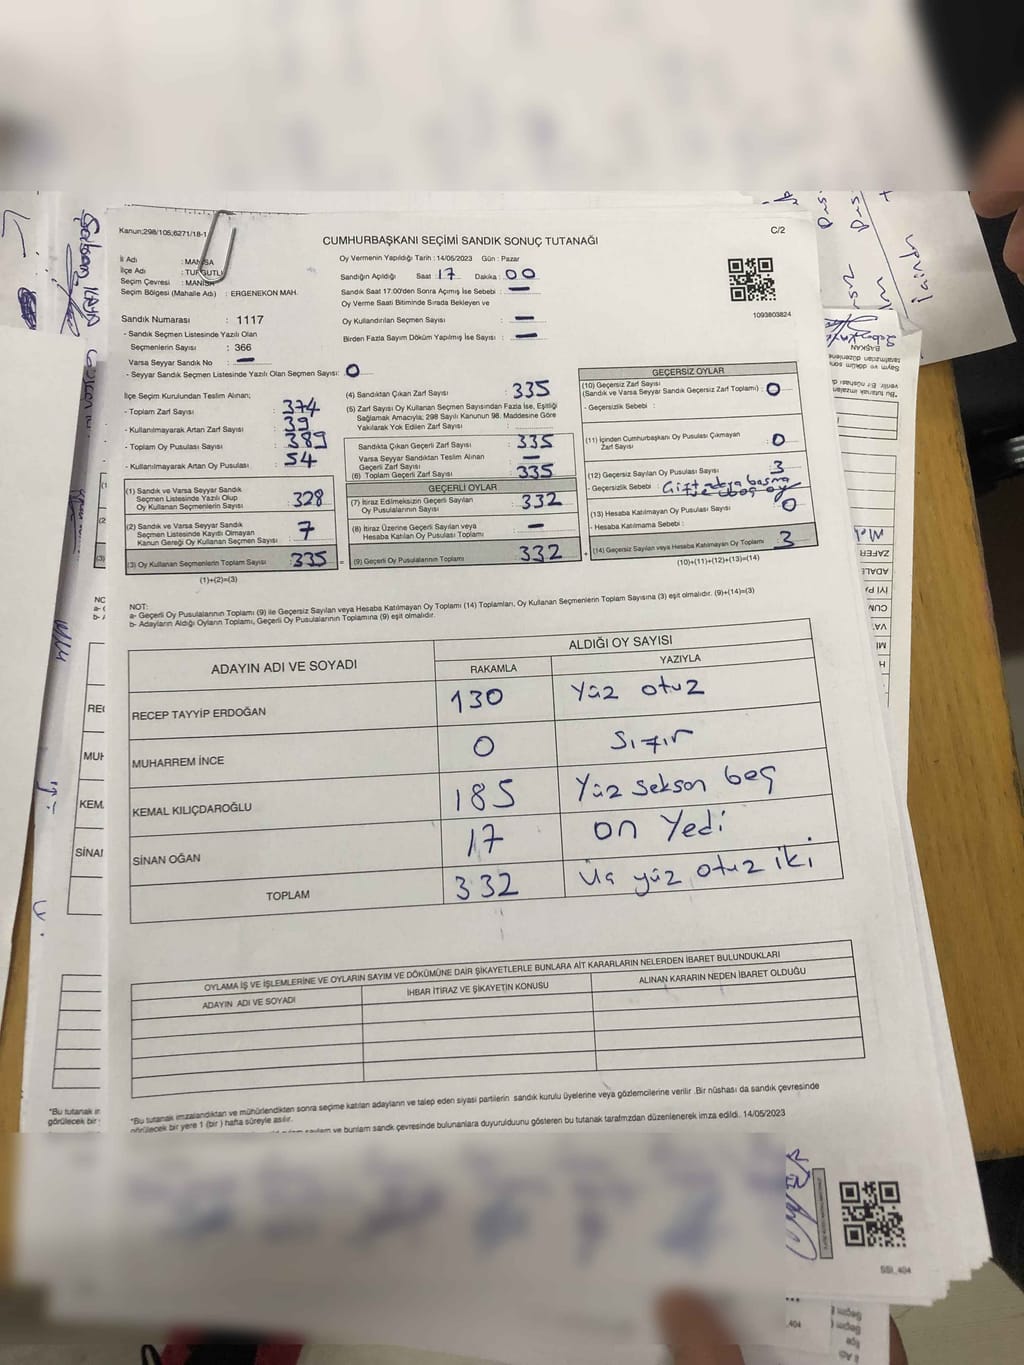 Kanun;298/105;6271/18-1
C/2
CUMHURBAŞKANI SEÇİMİ SANDIK SONUÇ TUTANAĞI
İl Adı : MANİSA
İlçe Adı : TURGUTLU
Seçim Çevresi : MANİSA
Seçim Bölgesi (Mahalle Adı) : ERGENEKON MAH.
Sandık Numarası : 1117
- Sandık Seçmen Listesinde Yazılı Olan
Seçmenlerin Sayısı : 366
Varsa Seyyar Sandık No : —
- Seyyar Sandık Seçmen Listesinde Yazılı Olan Seçmen Sayısı: 0
Oy Vermenin Yapıldığı Tarih : 14/05/2023 Gün : Pazar
Sandığın Açıldığı Saat : 17 Dakika : 00
Sandık Saat 17:00'den Sonra Açımış İse Sebebi : —
Oy Verme Saati Bitiminde Sırada Bekleyen ve
Oy Kullandırılan Seçmen Sayısı : —
Birden Fazla Sayım Döküm Yapılmış İse Sayısı : —
1093803824
İlçe Seçim Kurulundan Teslim Alınan;
- Toplam Zarf Sayısı : 374
- Kullanılmayarak Artan Zarf Sayısı : 39
- Toplam Oy Pusulası Sayısı : 389
- Kullanılmayarak Artan Oy Pusulası : 54
(1) Sandık ve Varsa Seyyar Sandık
Seçmen Listesinde Yazılı Olup
Oy Kullanan Seçmenlerin Sayısı : 328
(2) Sandık ve Varsa Seyyar Sandık
Seçmen Listesinde Kayıtlı Olmayan
Kanun Gereği Oy Kullanan Seçmen Sayısı : 7
(3) Oy Kullanan Seçmenlerin Toplam Sayısı : 335
(1)+(2)=(3)
(4) Sandıktan Çıkan Zarf Sayısı : 335
(5) Zarf Sayısı Oy Kullanan Seçmen Sayısından Fazla İse, Eşitliği
Sağlamak Amacıyla; 298 Sayılı Kanunun 98. Maddesine Göre
Yakılarak Yok Edilen Zarf Sayısı :
Sandıkta Çıkan Geçerli Zarf Sayısı : 335
Varsa Seyyar Sandıktan Teslim Alınan
Geçerli Zarf Sayısı : —
(6) Toplam Geçerli Zarf Sayısı : 335
GEÇERLİ OYLAR
(7) İtiraz Edilmeksizin Geçerli Sayılan
Oy Pusulasının Sayısı : 332
(8) İtiraz Üzerine Geçerli Sayılan veya
Hesaba Katılan Oy Pusulası Toplamı : —
(9) Geçerli Oy Pusulalarının Toplamı : 332
GEÇERSİZ OYLAR
(10) Geçersiz Zarf Sayısı
(Sandık ve Varsa Seyyar Sandık Geçersiz Zarf Toplamı) : 0
- Geçersizlik Sebebi :
(11) İçinden Cumhurbaşkanı Oy Pusulası Çıkmayan
Zarf Sayısı : 0
(12) Geçersiz Sayılan Oy Pusulası Sayısı : 3
- Geçersizlik Sebebi :
(13) Hesaba Katılmayan Oy Pusulası Sayısı : 0
- Hesaba Katılmama Sebebi :
(14) Geçersiz Sayılan veya Hesaba Katılmayan Oy Toplamı : 3
(10)+(11)+(12)+(13)=(14)
NOT:
a- Geçerli Oy Pusulalarının Toplamı (9) ile Geçersiz Sayılan veya Hesaba Katılmayan Oy Toplamı (14) Toplamları, Oy Kullanan Seçmenlerin Toplam Sayısına (3) eşit olmalıdır. (9)+(14)=(3)
b- Adayların Aldığı Oyların Toplamı, Geçerli Oy Pusulalarının Toplamına (9) eşit olmalıdır.
ADAYIN ADI VE SOYADI ALDIĞI OY SAYISI
RAKAMLA YAZIYLA
RECEP TAYYİP ERDOĞAN 130 Yüz otuz
MUHARREM İNCE 0 Sıfır
KEMAL KILIÇDAROĞLU 185 Yüz seksen beş
SİNAN OĞAN 17 on Yedi
TOPLAM 332 Üç yüz otuz iki
OYLAMA İŞ VE İŞLEMLERİNE VE OYLARIN SAYIM VE DÖKÜMÜNE DAİR ŞİKAYETLERLE BUNLARA AİT KARARLARIN NELERDEN İBARET BULUNDUKLARI
ADAYIN ADI VE SOYADI İHBAR İTİRAZ VE ŞİKAYETİN KONUSU ALINAN KARARIN NEDEN İBARET OLDUĞU
*Bu tutanak imzalandıktan ve mühürlendikten sonra seçime katılan adayların ve talep eden siyasi partilerin sandık kurulu üyelerine veya gözlemcilerine verilir .Bir nüshası da sandık çevresinde
görülecek bir yere 1 (bir ) hafta süreyle asılır.
ve bunların sandık çevresinde bulunanlara duyurulduunu gösteren bu tutanak tarafımzdan düzenlenerek imza edildi. 14/05/2023
SSI_404